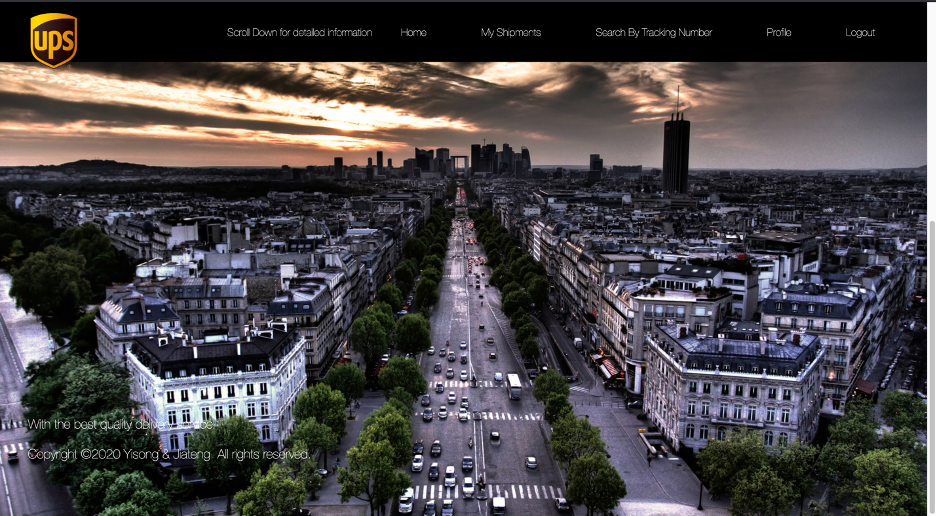 ups
Scroll Down for detailed information Home My Shipments Search By Tracking Number Profile Logout
With the best quality delivery service
Copyright ©2020 Yisong & Jiateng. All rights reserved.